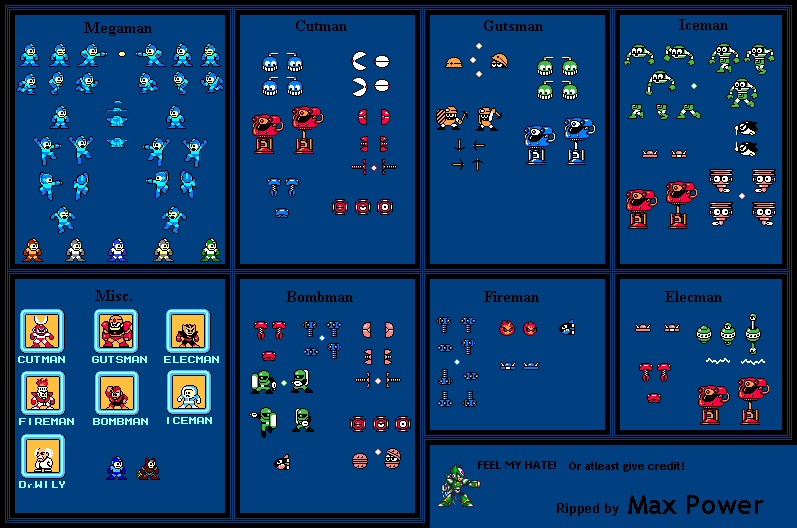 Megaman
Cutman
Gutsman
Iceman
Misc.
CUTMAN
GUTSMAN
ELECMAN
FIREMAN
BOMBMAN
ICEMAN
Dr.WILY
Bombman
Fireman
Elecman
FEEL MY HATE! Or atleast give credit!
Ripped by Max Power